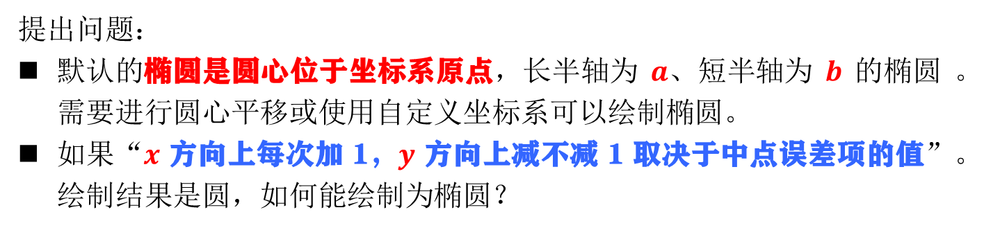 提出问题：
■ 默认的椭圆是圆心位于坐标系原点，长半轴为 a、短半轴为 b 的椭圆 。
需要进行圆心平移或使用自定义坐标系可以绘制椭圆。
■ 如果“x 方向上每次加 1，y 方向上减不减 1 取决于中点误差项的值”。
绘制结果是圆，如何能绘制为椭圆？